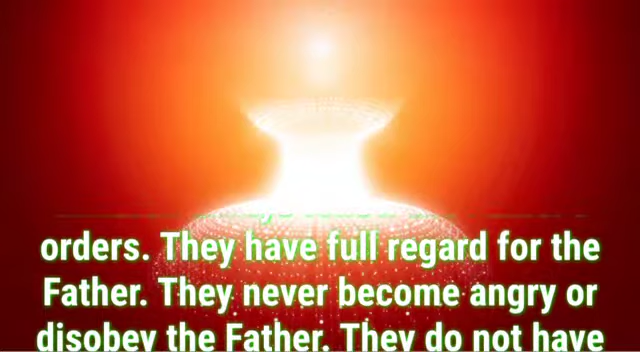 orders. They have full regard for the
Father. They never become angry or
disobey the Father. They do not have